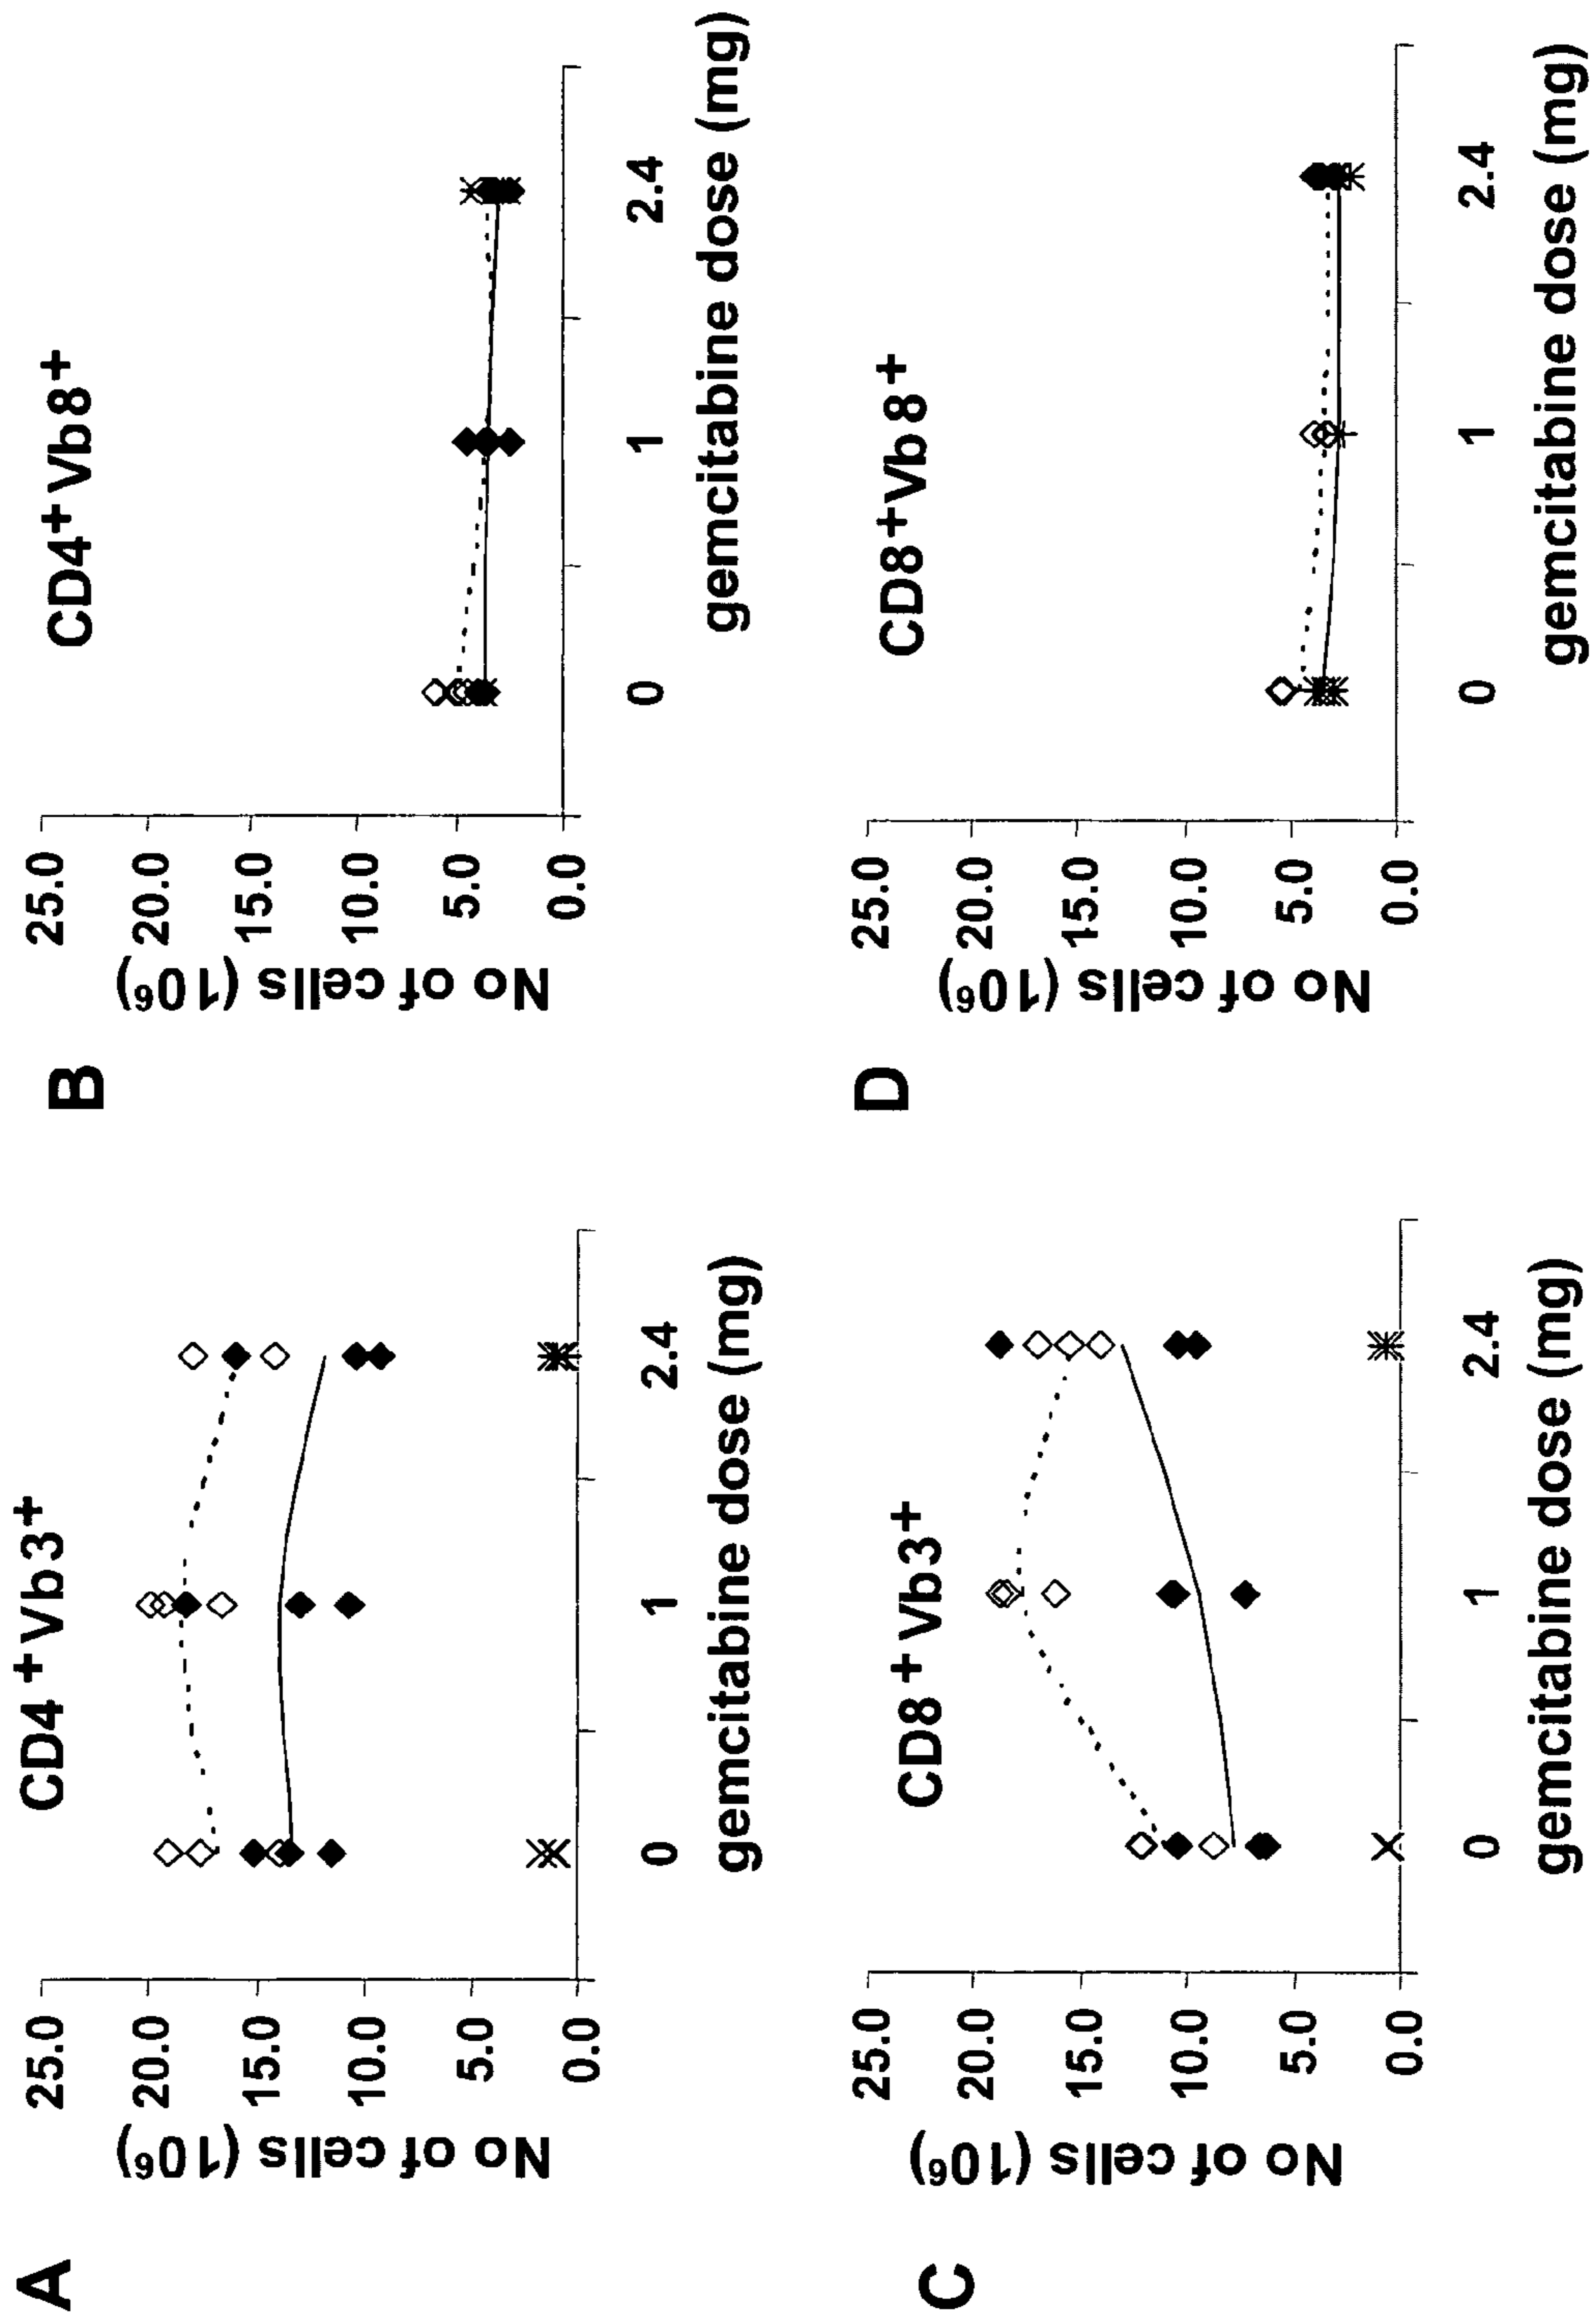 A
CD4+Vb3+
No of cells (10⁶)
25.0
20.0
15.0
10.0
5.0
0.0
0
1
2.4
gemcitabine dose (mg)
B
CD4+Vb8+
No of cells (10⁶)
25.0
20.0
15.0
10.0
5.0
0.0
0
1
2.4
gemcitabine dose (mg)
C
CD8+Vb3+
No of cells (10⁶)
25.0
20.0
15.0
10.0
5.0
0.0
0
1
2.4
gemcitabine dose (mg)
D
CD8+Vb8+
No of cells (10⁶)
25.0
20.0
15.0
10.0
5.0
0.0
0
1
2.4
gemcitabine dose (mg)